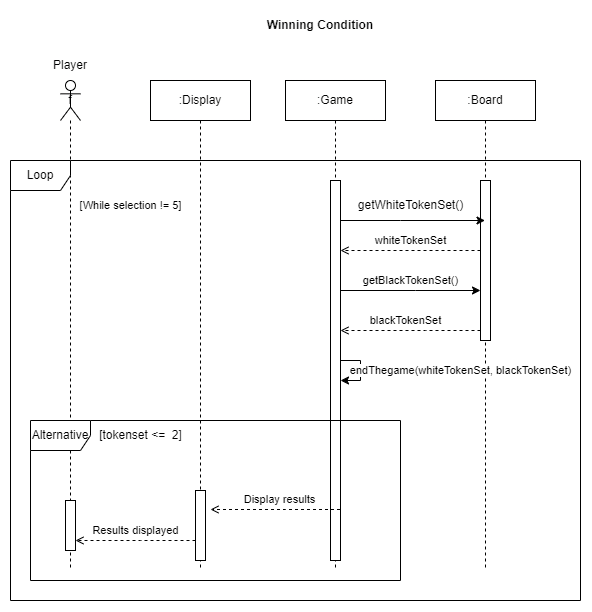 Winning Condition
Player
:Display
:Game
:Board
Loop
[While selection != 5]
getWhiteTokenSet()
whiteTokenSet
getBlackTokenSet()
blackTokenSet
endThegame(whiteTokenSet, blackTokenSet)
Alternative
[tokenset <= 2]
Display results
Results displayed